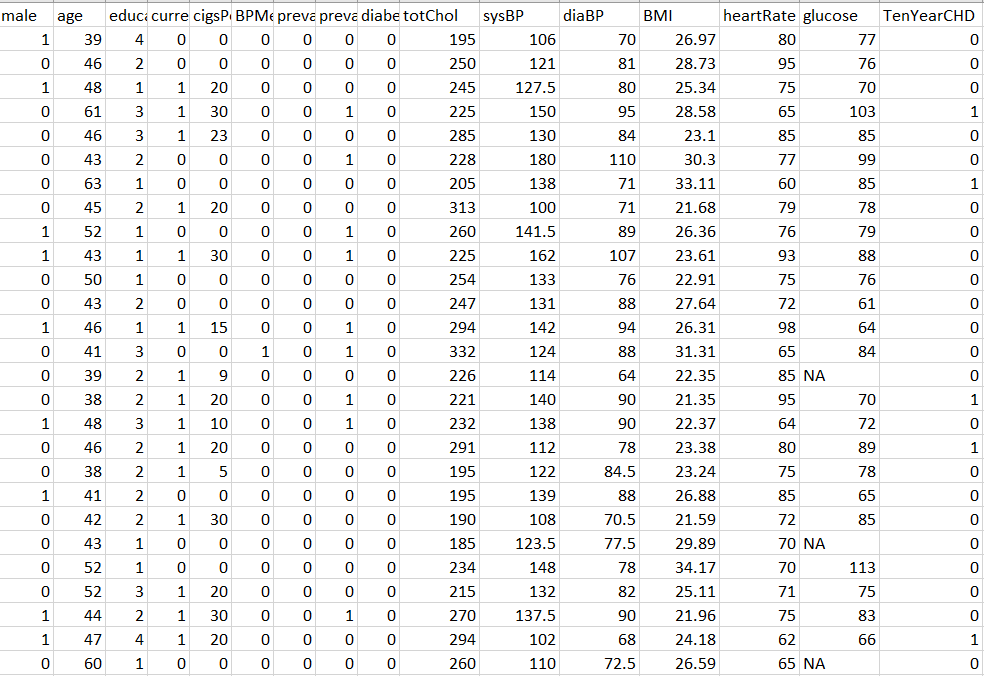 male age educa curre cigsPe BPMe preva preva diabe totChol sysBP diaBP BMI heartRate glucose TenYearCHD
1 39 4 0 0 0 0 0 0 195 106 70 26.97 80 77 0
0 46 2 0 0 0 0 0 0 250 121 81 28.73 95 76 0
1 48 1 1 20 0 0 0 0 245 127.5 80 25.34 75 70 0
0 61 3 1 30 0 0 1 0 225 150 95 28.58 65 103 1
0 46 3 1 23 0 0 0 0 285 130 84 23.1 85 85 0
0 43 2 0 0 0 0 1 0 228 180 110 30.3 77 99 0
0 63 1 0 0 0 0 0 0 205 138 71 33.11 60 85 1
0 45 2 1 20 0 0 0 0 313 100 71 21.68 79 78 0
1 52 1 0 0 0 0 1 0 260 141.5 89 26.36 76 79 0
1 43 1 1 30 0 0 1 0 225 162 107 23.61 93 88 0
0 50 1 0 0 0 0 0 0 254 133 76 22.91 75 76 0
0 43 2 0 0 0 0 0 0 247 131 88 27.64 72 61 0
1 46 1 1 15 0 0 1 0 294 142 94 26.31 98 64 0
0 41 3 0 0 1 0 1 0 332 124 88 31.31 65 84 0
0 39 2 1 9 0 0 0 0 226 114 64 22.35 85 NA 0
0 38 2 1 20 0 0 1 0 221 140 90 21.35 95 70 1
1 48 3 1 10 0 0 1 0 232 138 90 22.37 64 72 0
0 46 2 1 20 0 0 0 0 291 112 78 23.38 80 89 1
0 38 2 1 5 0 0 0 0 195 122 84.5 23.24 75 78 0
1 41 2 0 0 0 0 0 0 195 139 88 26.88 85 65 0
0 42 2 1 30 0 0 0 0 190 108 70.5 21.59 72 85 0
0 43 1 0 0 0 0 0 0 185 123.5 77.5 29.89 70 NA 0
0 52 1 0 0 0 0 0 0 234 148 78 34.17 70 113 0
0 52 3 1 20 0 0 0 0 215 132 82 25.11 71 75 0
1 44 2 1 30 0 0 1 0 270 137.5 90 21.96 75 83 0
1 47 4 1 20 0 0 0 0 294 102 68 24.18 62 66 1
0 60 1 0 0 0 0 0 0 260 110 72.5 26.59 65 NA 0